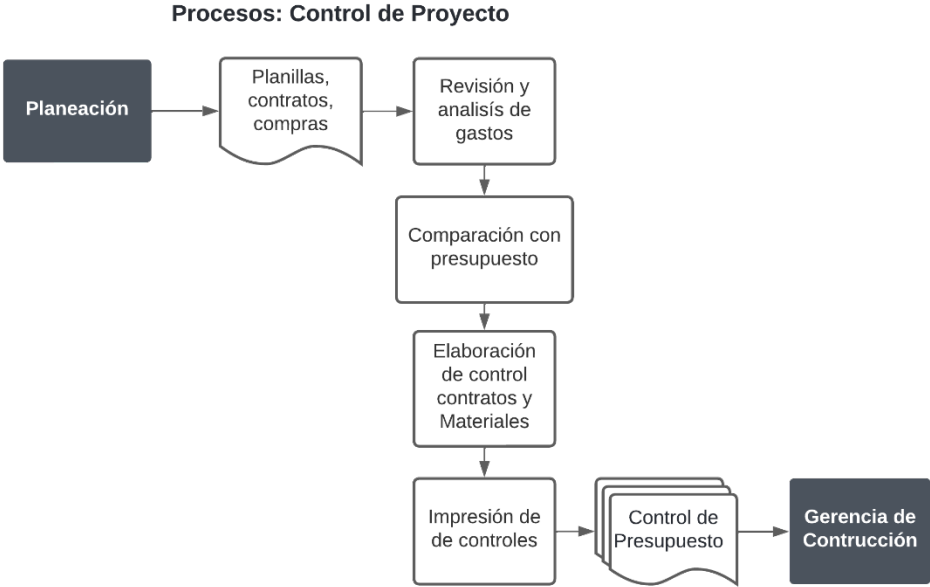 Procesos: Control de Proyecto
Planeación
Planillas,
contratos,
compras
Revisión y
analisís de
gastos
Comparación con
presupuesto
Elaboración
de control
contratos y
Materiales
Impresión de
de controles
Control de
Presupuesto
Gerencia de
Contrucción